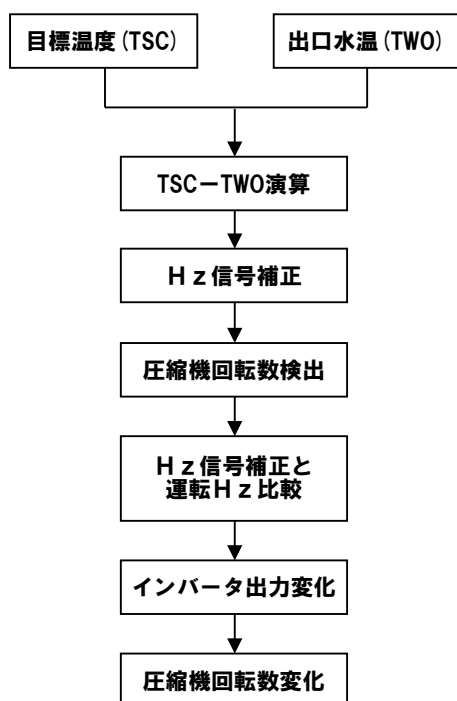 目標温度(TSC)
出口水温(TWO)
TSC－TWO演算
Ｈｚ信号補正
圧縮機回転数検出
Ｈｚ信号補正と
運転Ｈｚ比較
インバータ出力変化
圧縮機回転数変化